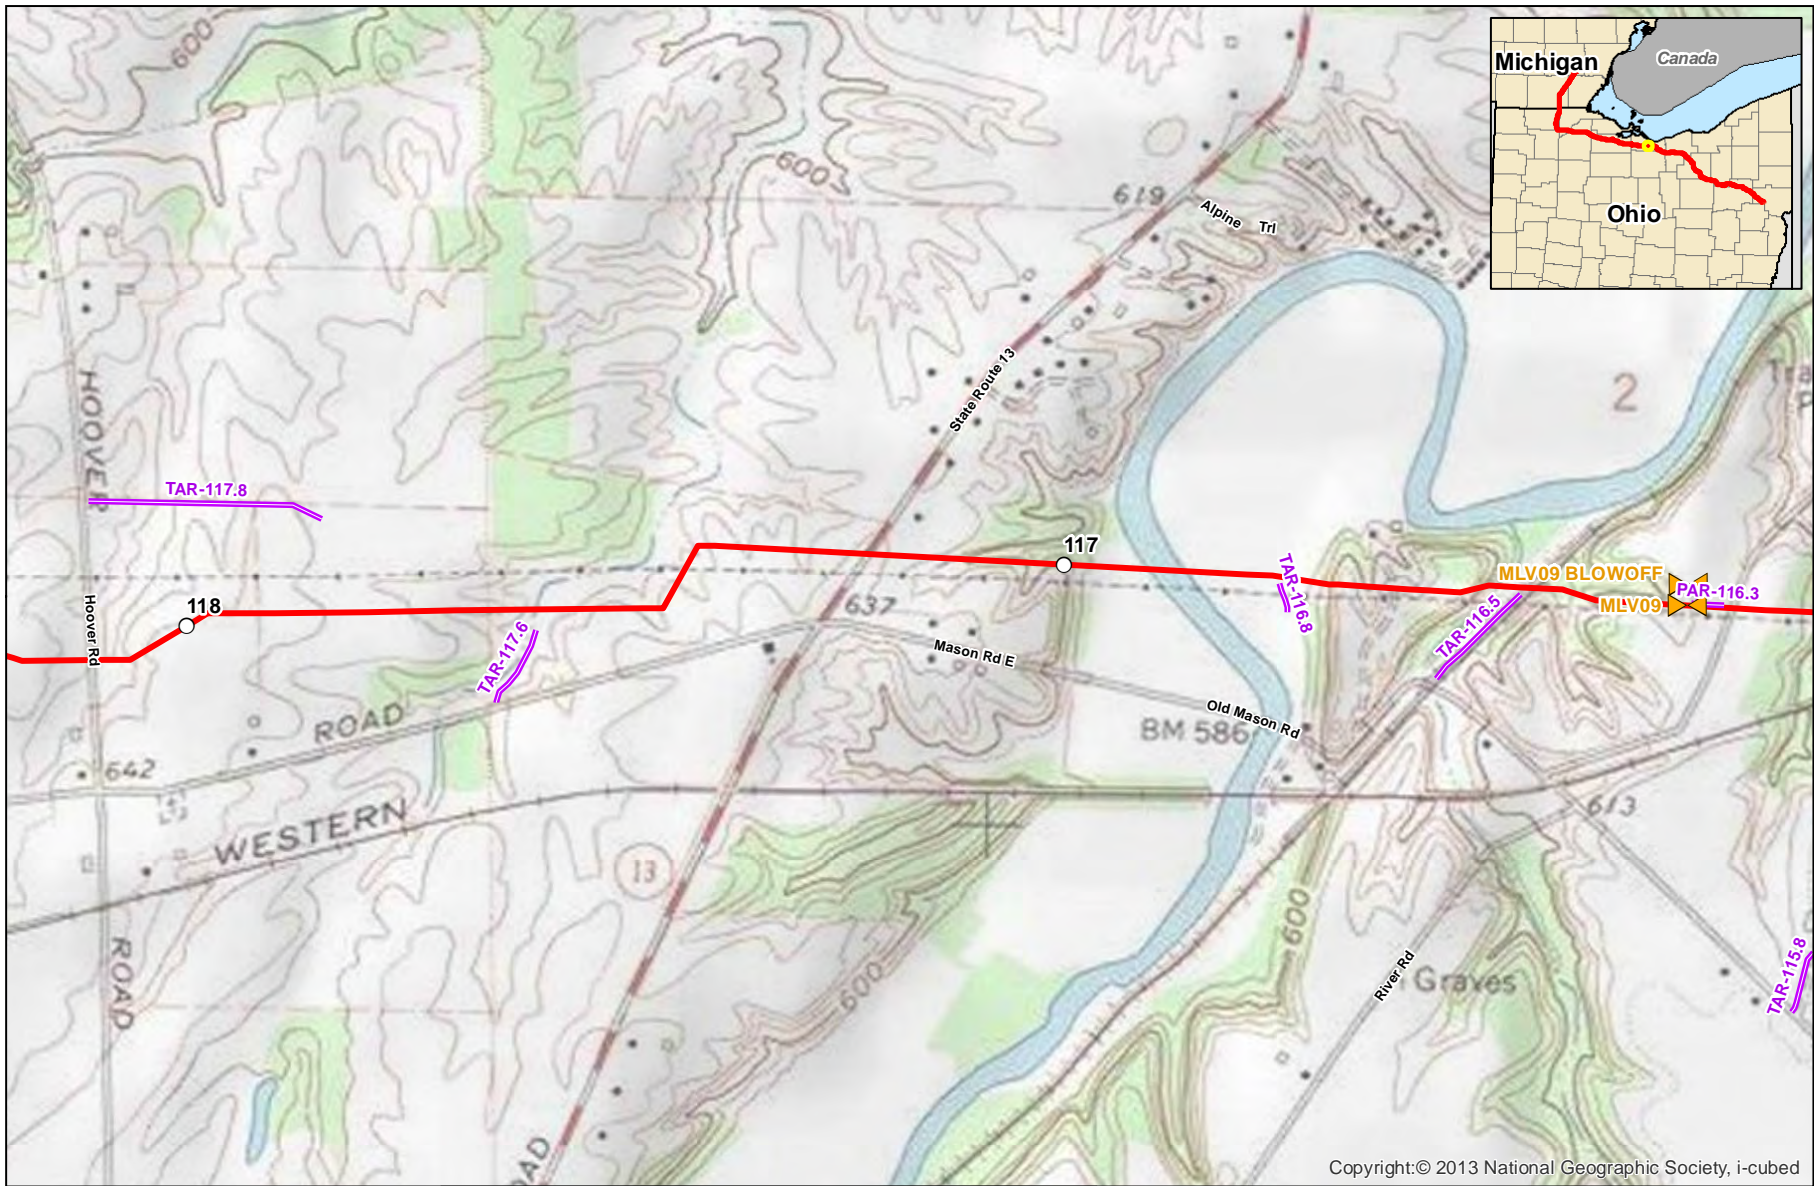 600
Michigan
Canada
Ohio
600
619
Alpine Trl
HOOVER
State Route 13
2
TAR-117.8
117
TAR-116.8
MLV09 BLOWOFF
PAR-116.3
MLV09
118
Hoover Rd
637
TAR-117.6
TAR-116.5
Mason Rd E
ROAD
Old Mason Rd
BM 586
642
613
WESTERN
13
600
ROAD
600
River Rd
Graves
TAR-115.8
OAD
Copyright:© 2013 National Geographic Society, i-cubed